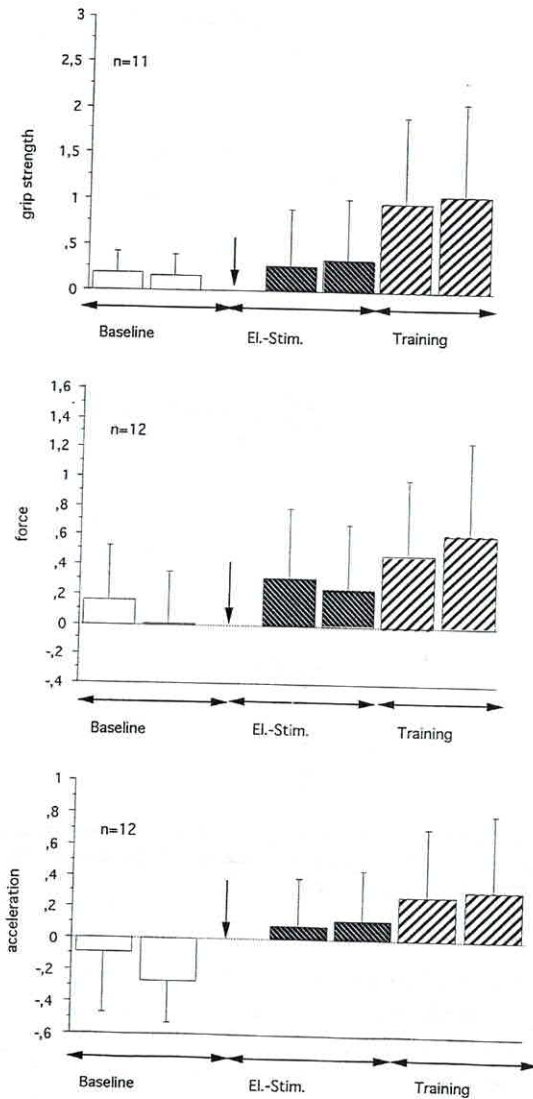 3
n=11
2,5
2
1,5
1
,5
0
grip strength
Baseline
El.-Stim.
Training
1,6
1,4
n=12
1,2
1
,8
,6
,4
,2
0
-,2
-,4
force
Baseline
El.-Stim.
Training
1
,8
n=12
,6
,4
,2
0
-,2
-,4
-,6
acceleration
Baseline
El.-Stim.
Training